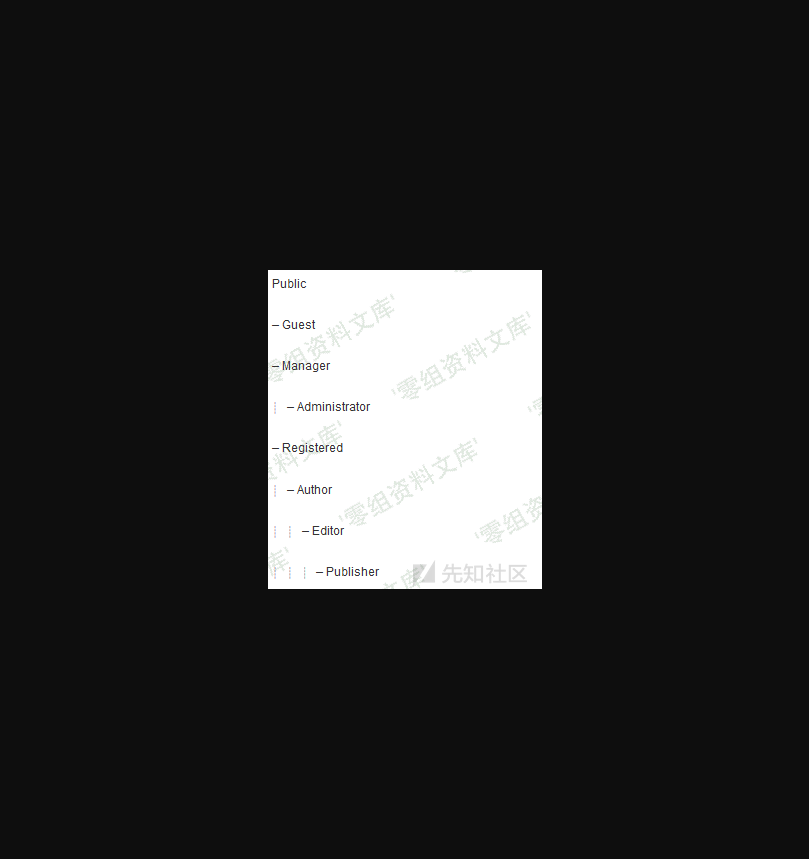 Public
– Guest
– Manager
– Administrator
– Registered
– Author
– Editor
– Publisher
先知社区
'零组资料文库'
'零组资料文库'
'零组资料文库'